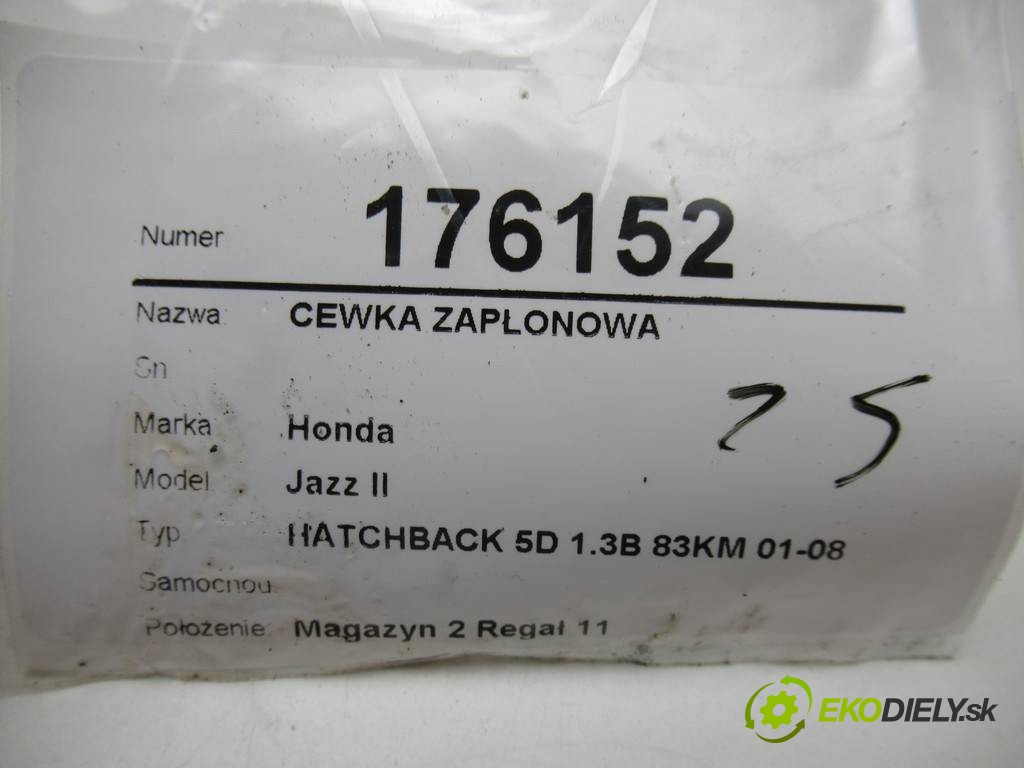 Numer 176152
Nazwa: CEWKA ZAPŁONOWA
Sn
Marka Honda
Model Jazz II
Typ HATCHBACK 5D 1.3B 83KM 01-08
Samochod
Położenie: Magazyn 2 Regał 11
25
EKODIELY.sk